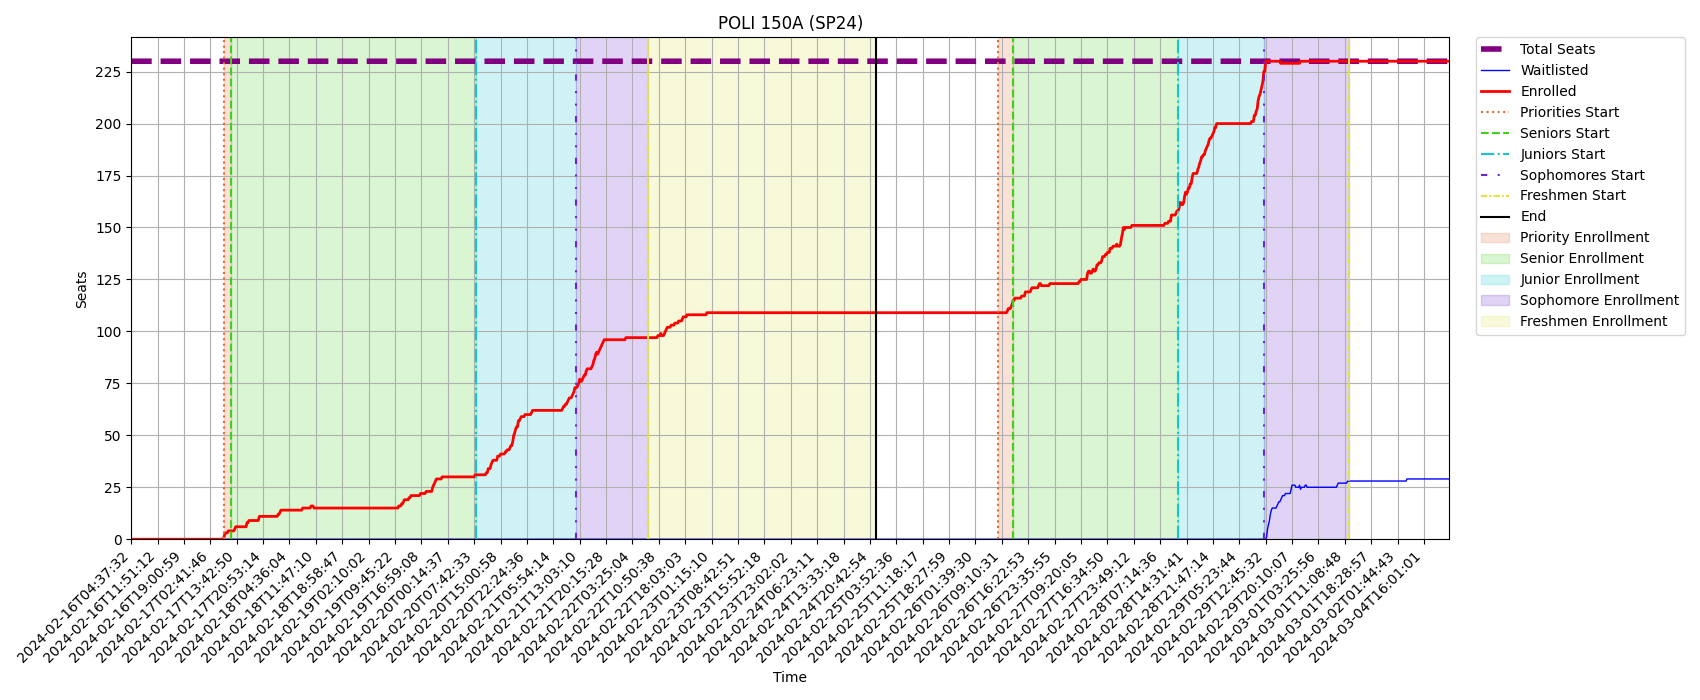 POLI 150A (SP24)
Seats
225
200
175
150
125
100
75
50
25
0
2024-02-16T04:37:32
2024-02-16T11:51:12
2024-02-16T19:00:59
2024-02-17T02:41:46
2024-02-17T13:42:50
2024-02-17T20:53:14
2024-02-18T04:36:04
2024-02-18T11:47:10
2024-02-18T18:58:47
2024-02-19T02:10:02
2024-02-19T09:45:22
2024-02-19T16:59:08
2024-02-20T00:14:37
2024-02-20T07:42:33
2024-02-20T15:00:58
2024-02-20T22:24:36
2024-02-21T05:54:14
2024-02-21T13:03:10
2024-02-21T20:15:28
2024-02-22T03:25:04
2024-02-22T10:50:38
2024-02-22T18:03:03
2024-02-23T01:15:10
2024-02-23T08:42:51
2024-02-23T15:52:18
2024-02-23T23:02:02
2024-02-24T06:23:11
2024-02-24T13:33:18
2024-02-24T20:42:54
2024-02-25T03:52:36
2024-02-25T11:18:17
2024-02-25T18:27:59
2024-02-26T01:39:30
2024-02-26T09:10:31
2024-02-26T16:22:53
2024-02-26T23:35:55
2024-02-27T09:20:05
2024-02-27T16:34:50
2024-02-27T23:49:12
2024-02-28T07:14:36
2024-02-28T14:31:41
2024-02-28T21:47:14
2024-02-29T05:23:44
2024-02-29T12:45:32
2024-02-29T20:10:07
2024-03-01T03:25:56
2024-03-01T11:08:48
2024-03-01T18:28:57
2024-03-02T01:44:43
2024-03-04T16:01:01
Time
Total Seats
Waitlisted
Enrolled
Priorities Start
Seniors Start
Juniors Start
Sophomores Start
Freshmen Start
End
Priority Enrollment
Senior Enrollment
Junior Enrollment
Sophomore Enrollment
Freshmen Enrollment